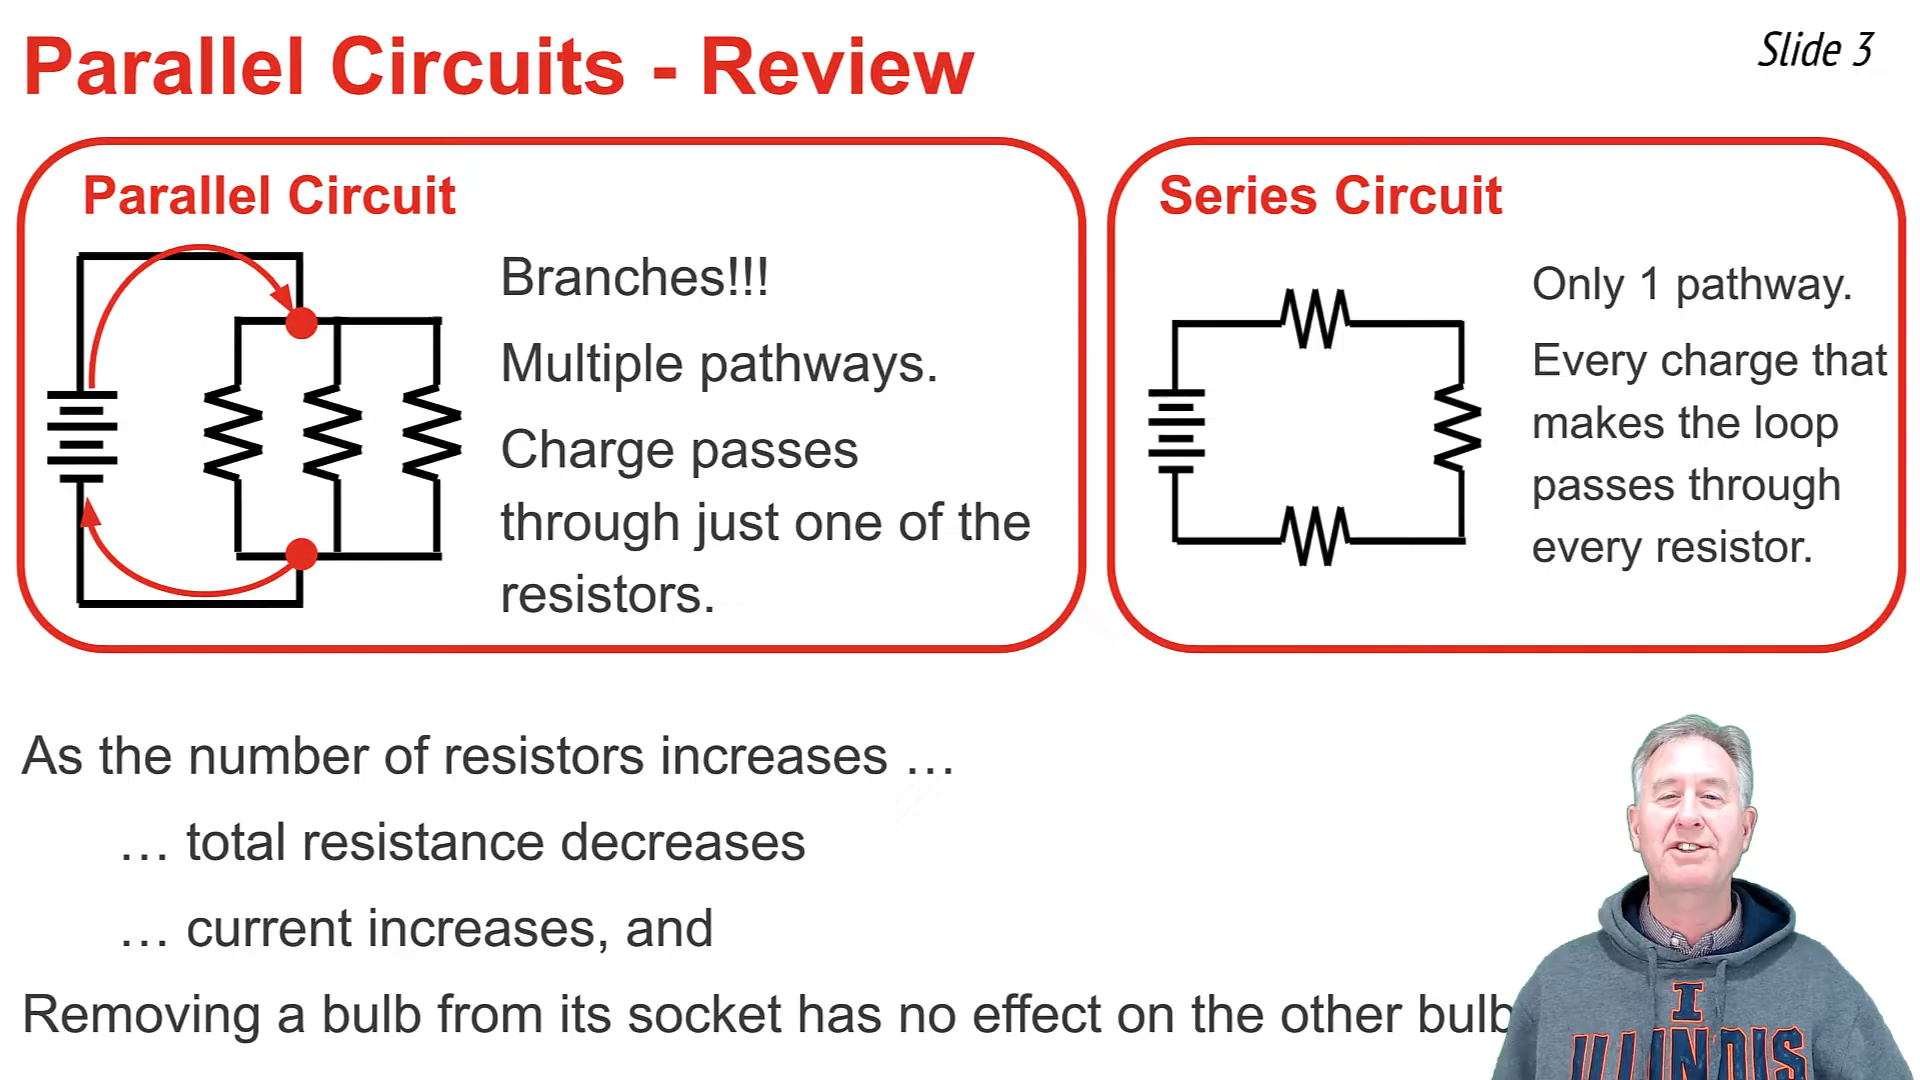 Parallel Circuits - Review
Slide 3
Parallel Circuit
Branches!!!
Multiple pathways.
Charge passes
through just one of the
resistors.
Series Circuit
Only 1 pathway.
Every charge that
makes the loop
passes through
every resistor.
As the number of resistors increases …
… total resistance decreases
… current increases, and
Removing a bulb from its socket has no effect on the other bulb
I
ILLINOIS